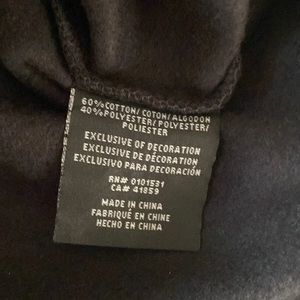 60%COTTON/COTON/ALGODON
40%POLYESTER/POLYESTER/
POLIESTER
EXCLUSIVE OF DECORATION
EXCLUSIVE DE DÉCORATION
EXCLUSIVO PARA DECORACIÓN
RN# 0101531
CA# 41859
MADE IN CHINA
FABRIQUÉ EN CHINE
HECHO EN CHINA